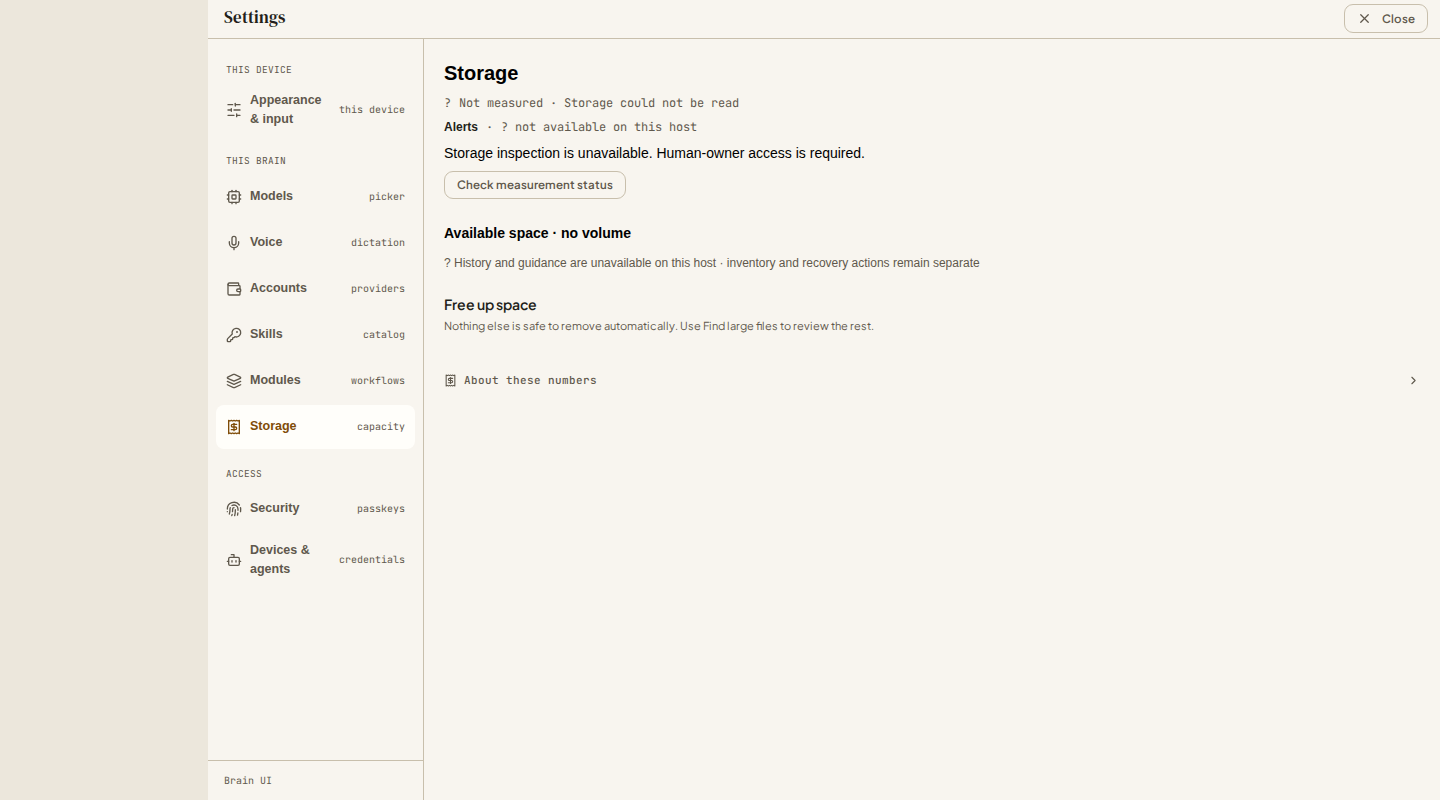 Settings
Close
THIS DEVICE
Appearance & input
this device
THIS BRAIN
Models
picker
Voice
dictation
Accounts
providers
Skills
catalog
Modules
workflows
Storage
capacity
ACCESS
Security
passkeys
Devices & agents
credentials
Brain UI
Storage
? Not measured · Storage could not be read
Alerts · ? not available on this host
Storage inspection is unavailable. Human-owner access is required.
Check measurement status
Available space · no volume
? History and guidance are unavailable on this host · inventory and recovery actions remain separate
Free up space
Nothing else is safe to remove automatically. Use Find large files to review the rest.
About these numbers